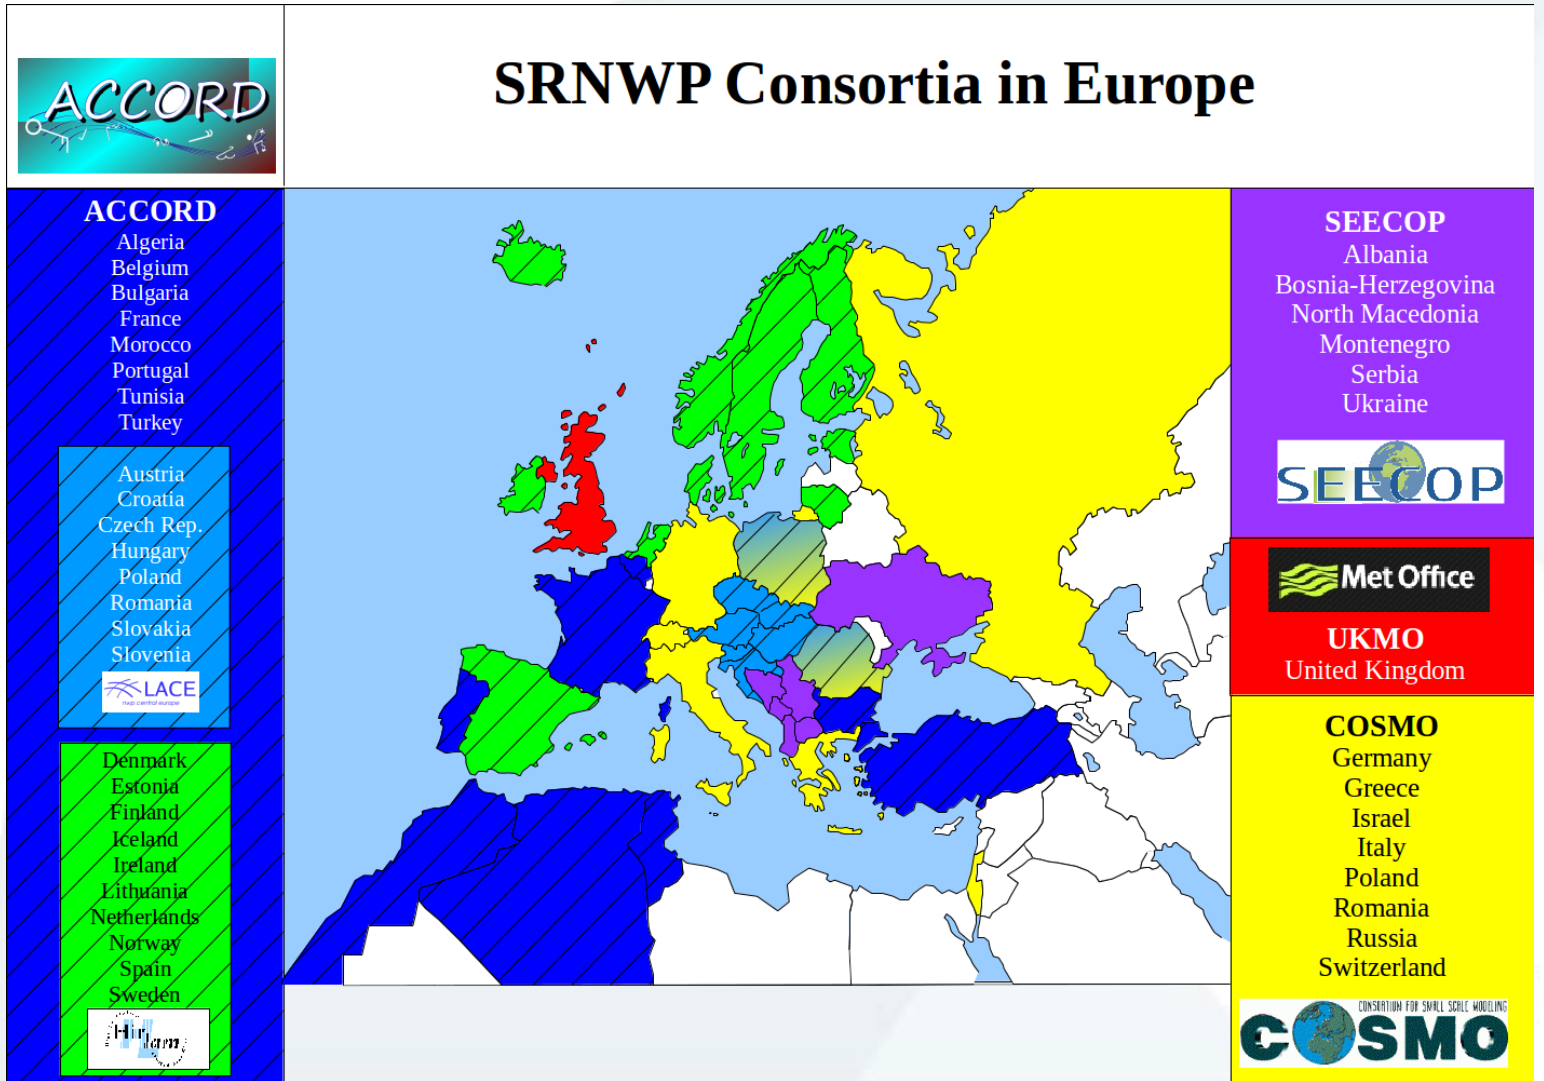 ACCORD
SRNWP Consortia in Europe
ACCORD
Algeria
Belgium
Bulgaria
France
Morocco
Portugal
Tunisia
Turkey
Austria
Croatia
Czech Rep.
Hungary
Poland
Romania
Slovakia
Slovenia
LACE
nwp central europe
Denmark
Estonia
Finland
Iceland
Ireland
Lithuania
Netherlands
Norway
Spain
Sweden
Hirlam
SEECOP
Albania
Bosnia-Herzegovina
North Macedonia
Montenegro
Serbia
Ukraine
SEECOP
Met Office
UKMO
United Kingdom
COSMO
Germany
Greece
Israel
Italy
Poland
Romania
Russia
Switzerland
CONSORTIUM FOR SMALL SCALE MODELING
COSMO